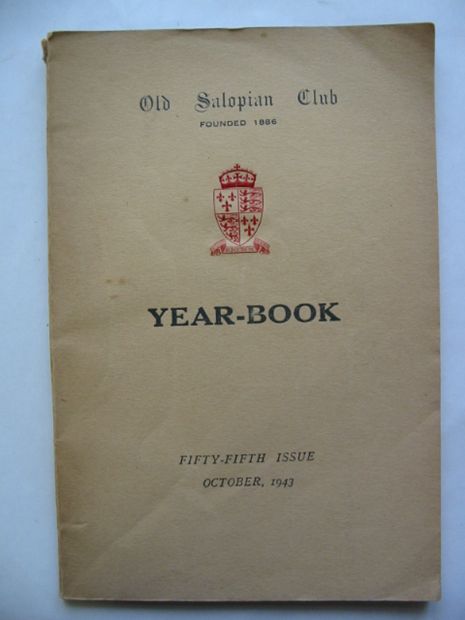 Old Salopian Club
FOUNDED 1886
YEAR-BOOK
FIFTY-FIFTH ISSUE
OCTOBER, 1943